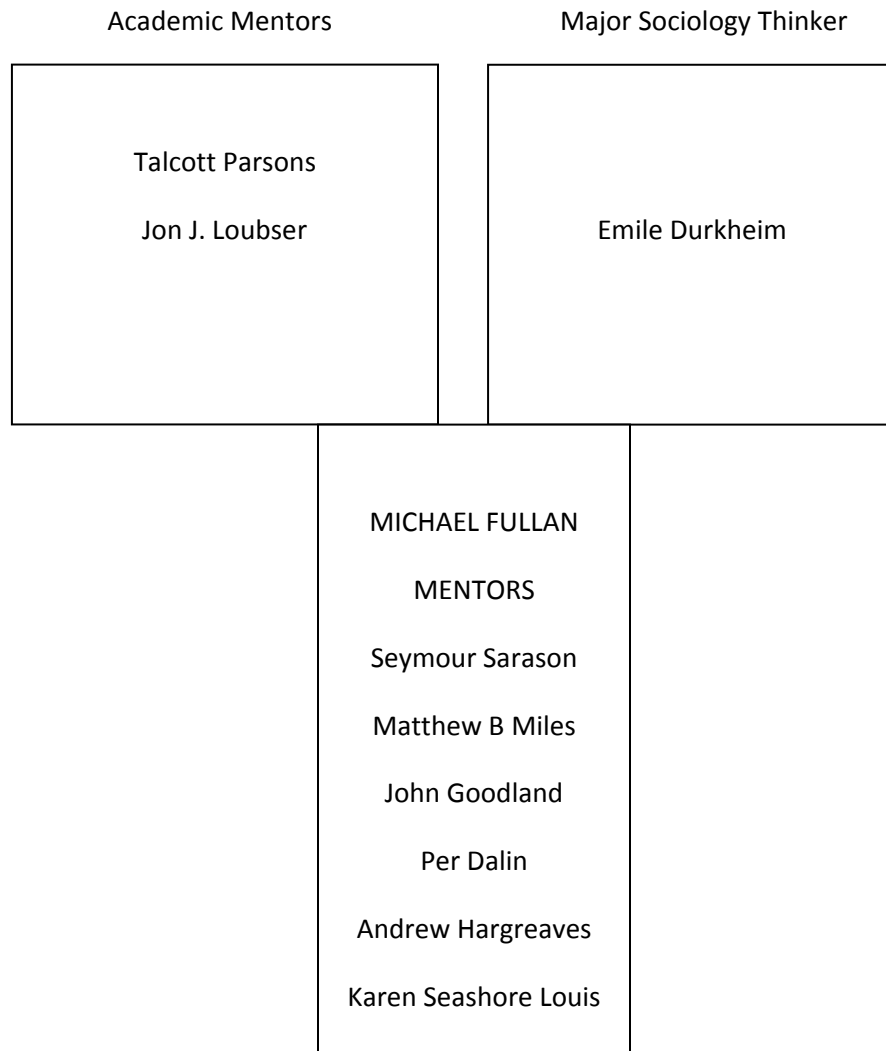 Academic Mentors
Major Sociology Thinker
Talcott Parsons
Jon J. Loubser
Emile Durkheim
MICHAEL FULLAN
MENTORS
Seymour Sarason
Matthew B Miles
John Goodland
Per Dalin
Andrew Hargreaves
Karen Seashore Louis